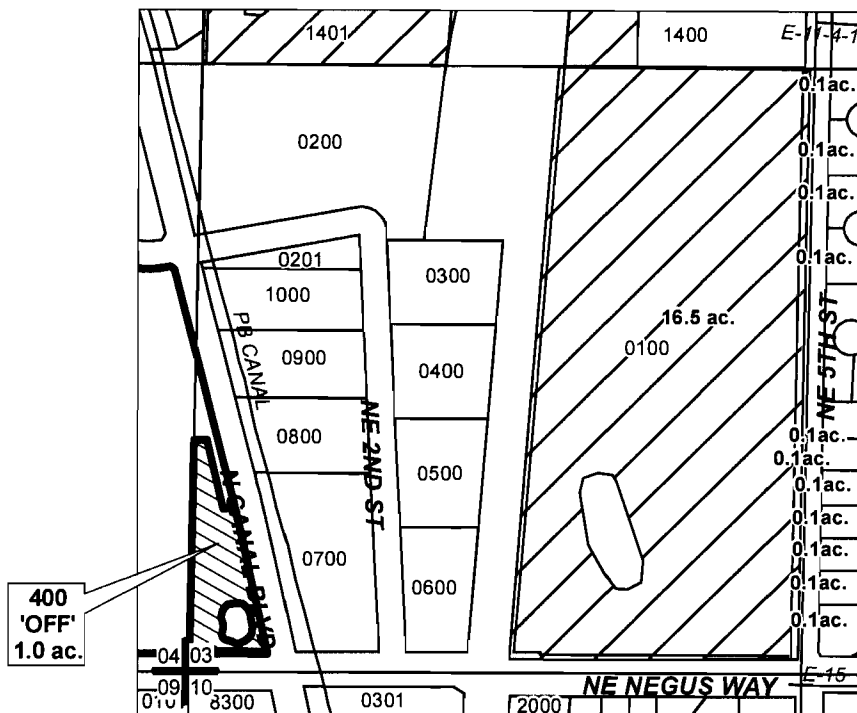 1401
1400
E-11-4-1
0.1ac.
0200
0.1ac.
0.1ac.
0201
0.1ac.
0300
1000
PB CANAL
16.5 ac.
0100
NE 5TH ST
0900
0400
NE 2ND ST
0800
0.1ac.
0.1ac.
0500
0.1ac.
N CANAL BLVD
0.1ac.
0700
0.1ac.
0600
0.1ac.
400
'OFF'
1.0 ac.
0.1ac.
04 03
09 10
E-15
NE NEGUS WAY
8300
0301
2000